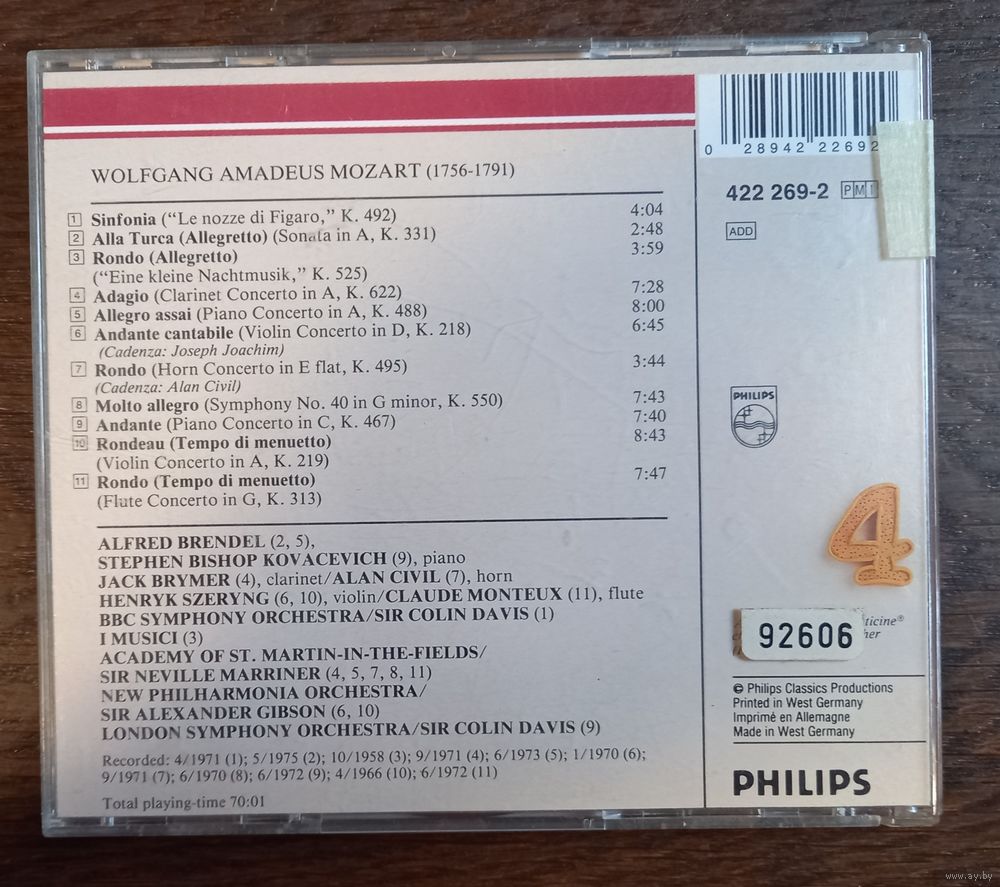 WOLFGANG AMADEUS MOZART (1756-1791)
1 Sinfonia ("Le nozze di Figaro," K. 492) 4:04
2 Alla Turca (Allegretto) (Sonata in A, K. 331) 2:48
3 Rondo (Allegretto) 3:59
("Eine kleine Nachtmusik," K. 525)
4 Adagio (Clarinet Concerto in A, K. 622) 7:28
5 Allegro assai (Piano Concerto in A, K. 488) 8:00
6 Andante cantabile (Violin Concerto in D, K. 218) 6:45
(Cadenza: Joseph Joachim)
7 Rondo (Horn Concerto in E flat, K. 495) 3:44
(Cadenza: Alan Civil)
8 Molto allegro (Symphony No. 40 in G minor, K. 550) 7:43
9 Andante (Piano Concerto in C, K. 467) 7:40
10 Rondeau (Tempo di menuetto) 8:43
(Violin Concerto in A, K. 219)
11 Rondo (Tempo di menuetto) 7:47
(Flute Concerto in G, K. 313)
ALFRED BRENDEL (2, 5),
STEPHEN BISHOP KOVACEVICH (9), piano
JACK BRYMER (4), clarinet/ALAN CIVIL (7), horn
HENRYK SZERYNG (6, 10), violin/CLAUDE MONTEUX (11), flute
BBC SYMPHONY ORCHESTRA/SIR COLIN DAVIS (1)
I MUSICI (3)
ACADEMY OF ST. MARTIN-IN-THE-FIELDS/
SIR NEVILLE MARRINER (4, 5, 7, 8, 11)
NEW PHILHARMONIA ORCHESTRA/
SIR ALEXANDER GIBSON (6, 10)
LONDON SYMPHONY ORCHESTRA/SIR COLIN DAVIS (9)
Recorded: 4/1971 (1); 5/1975 (2); 10/1958 (3); 9/1971 (4); 6/1973 (5); 1/1970 (6);
9/1971 (7); 6/1970 (8); 6/1972 (9); 4/1966 (10); 6/1972 (11)
Total playing-time 70:01
0 28942 22692
422 269-2 PM
ADD
PHILIPS
4
92606
© Philips Classics Productions
Printed in West Germany
Imprimé en Allemagne
Made in West Germany
PHILIPS
www.ay.by